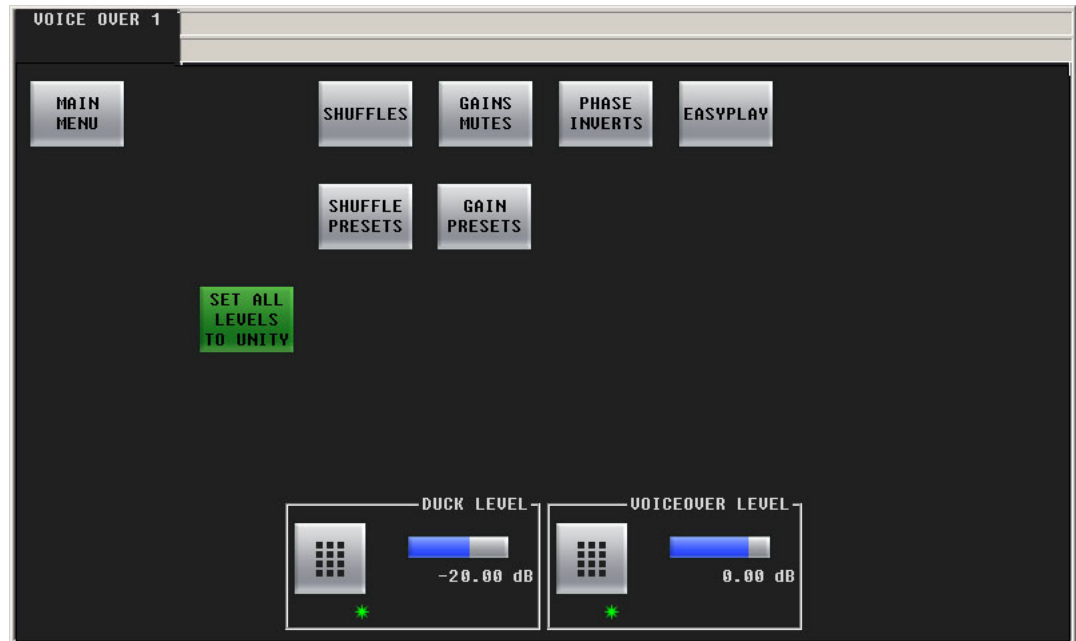 VOICE OVER 1
MAIN
MENU
SHUFFLES
GAINS
MUTES
PHASE
INVERTS
EASYPLAY
SHUFFLE
PRESETS
GAIN
PRESETS
SET ALL
LEVELS
TO UNITY
DUCK LEVEL
-20.00 dB
VOICEOVER LEVEL
0.00 dB